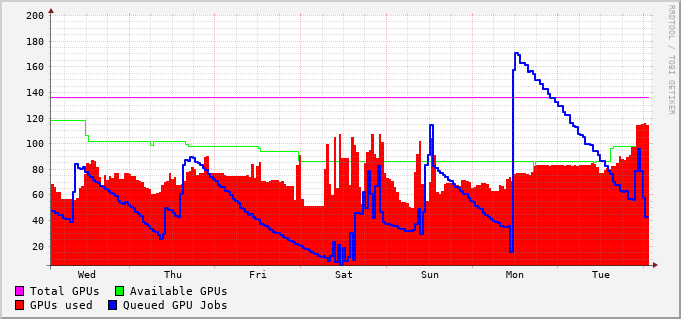 200
180
160
140
120
100
80
60
40
20
Wed Thu Fri Sat Sun Mon Tue
Total GPUs Available GPUs
GPUs used Queued GPU Jobs
RRDTOOL / TOBI OETIKER